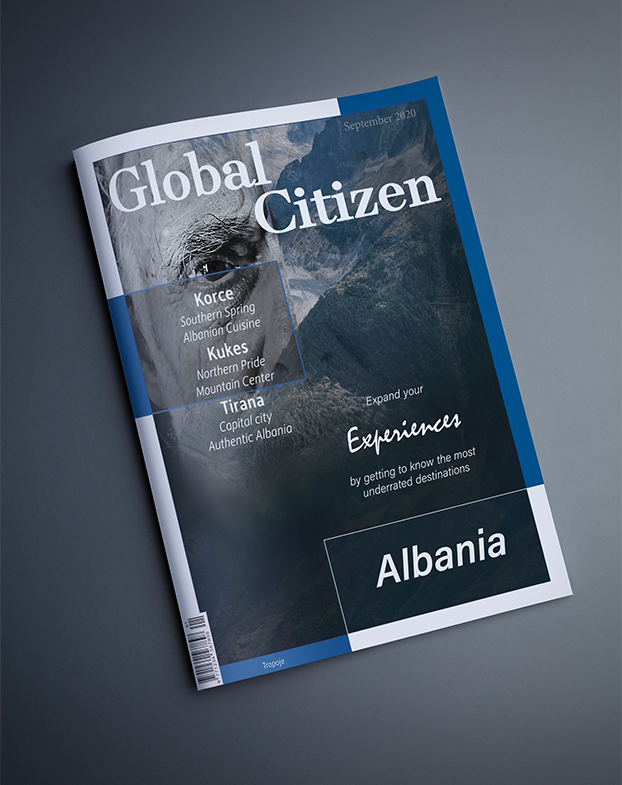 September 2020
Global
Citizen
Korce
Southern Spring
Albanian Cuisine
Kukes
Northern Pride
Mountain Center
Tirana
Capital city
Authentic Albania
Expand your
Experiences
by getting to know the most
underrated destinations
Albania
Tropoje